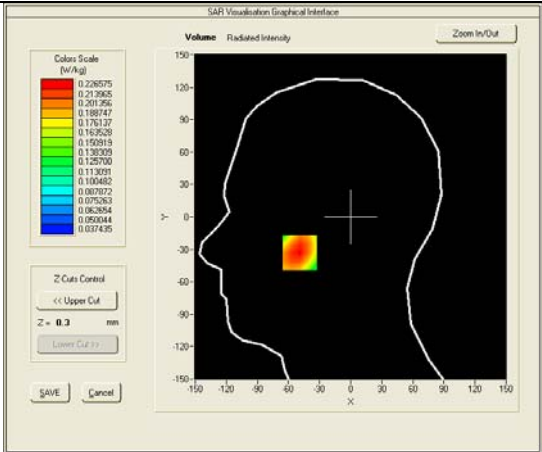 SAR Visualisation Graphical Interface
Volume Radiated Intensity
Zoom In/Out
Colors Scale
(W/kg)
0.226575
0.213965
0.201356
0.188747
0.176137
0.163528
0.150919
0.138309
0.125700
0.113091
0.100482
0.087872
0.075263
0.062654
0.050044
0.037435
Z-Cuts Control
<< Upper Cut
Z = 0.3 mm
Lower Cut >>
SAVE
Cancel
150
120
90
60
30
0
-30
-60
-90
-120
-150
Y
-150 -120 -90 -60 -30 0 30 60 90 120 150
X